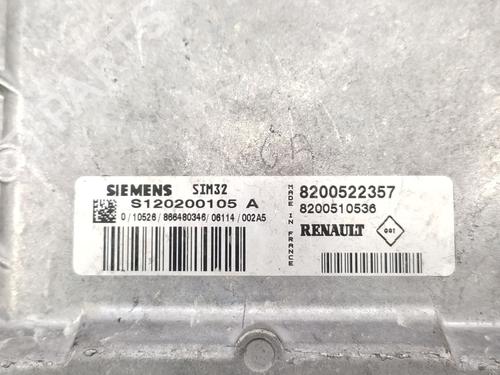 SIEMENS SIM32
S120200105 A
0/10526/866480346/06114/002A5
MADE IN FRANCE
8200522357
8200510536
RENAULT